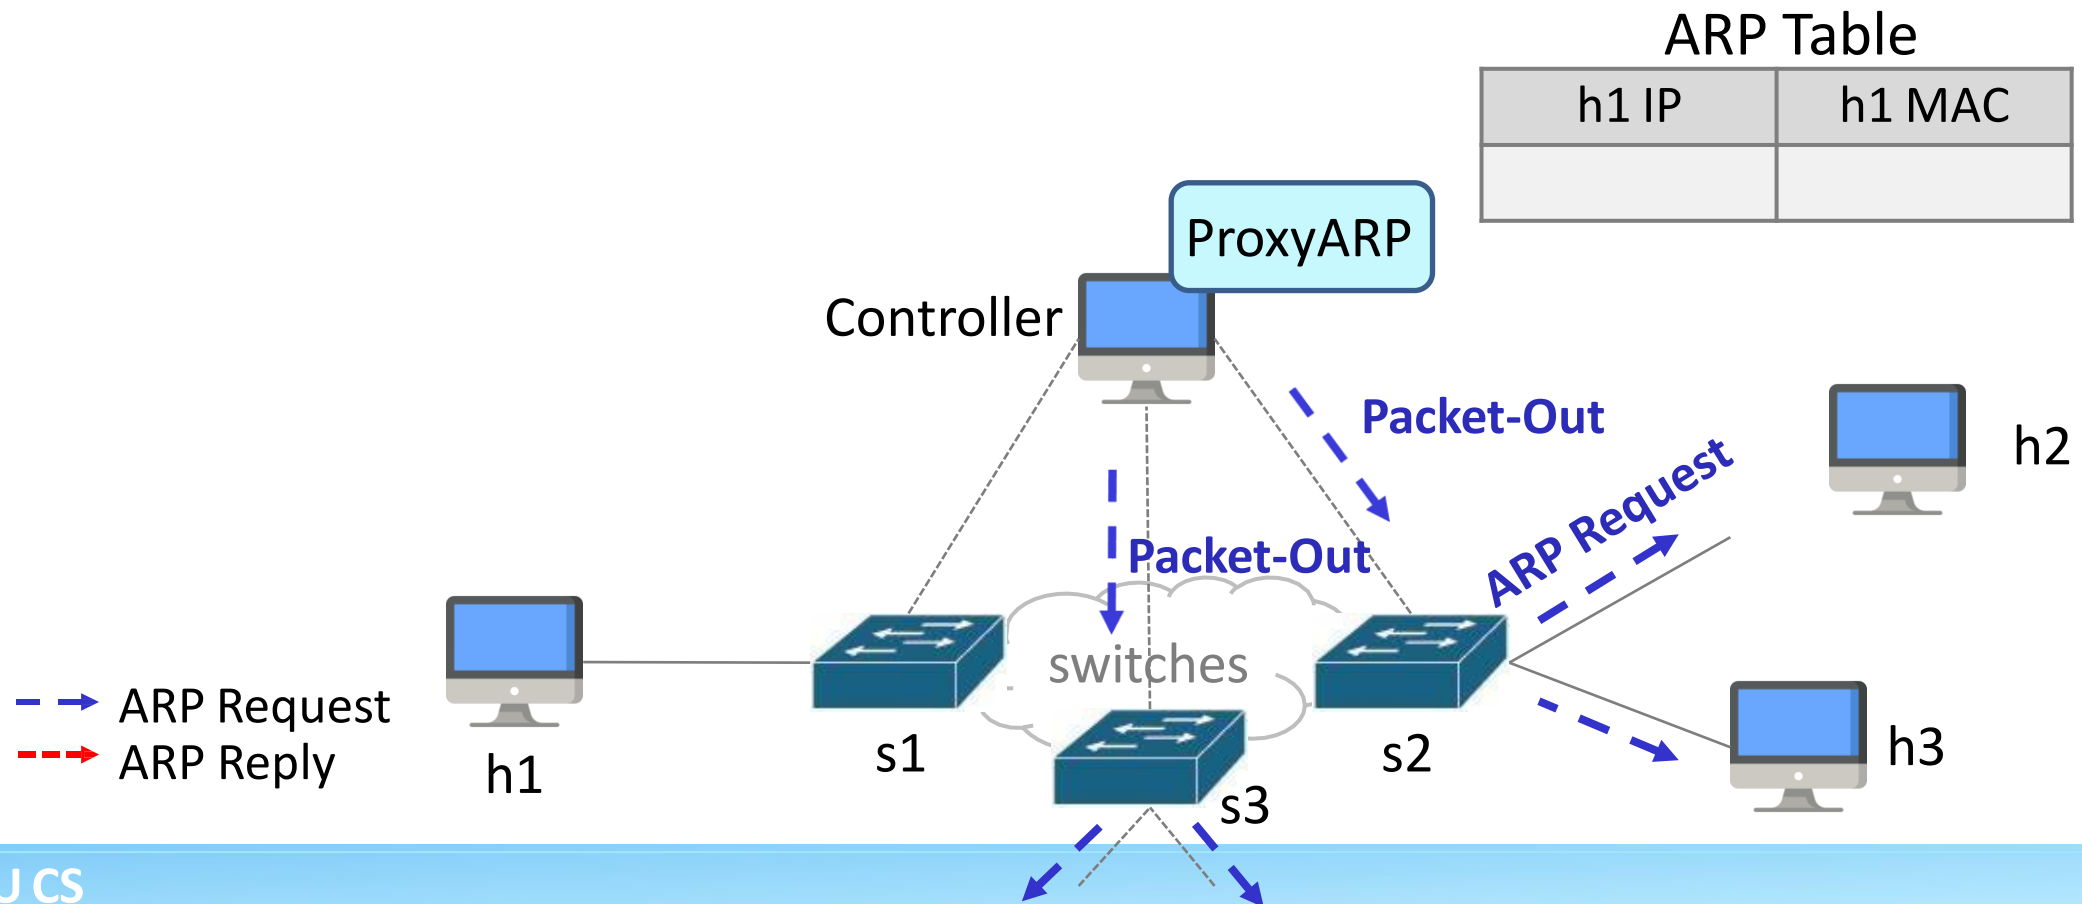 ARP Table
h1 IP h1 MAC
ProxyARP
Controller
Packet-Out
h2
ARP Request
Packet-Out
switches
ARP Request
ARP Reply
h1
s1
s2
h3
s3
CS